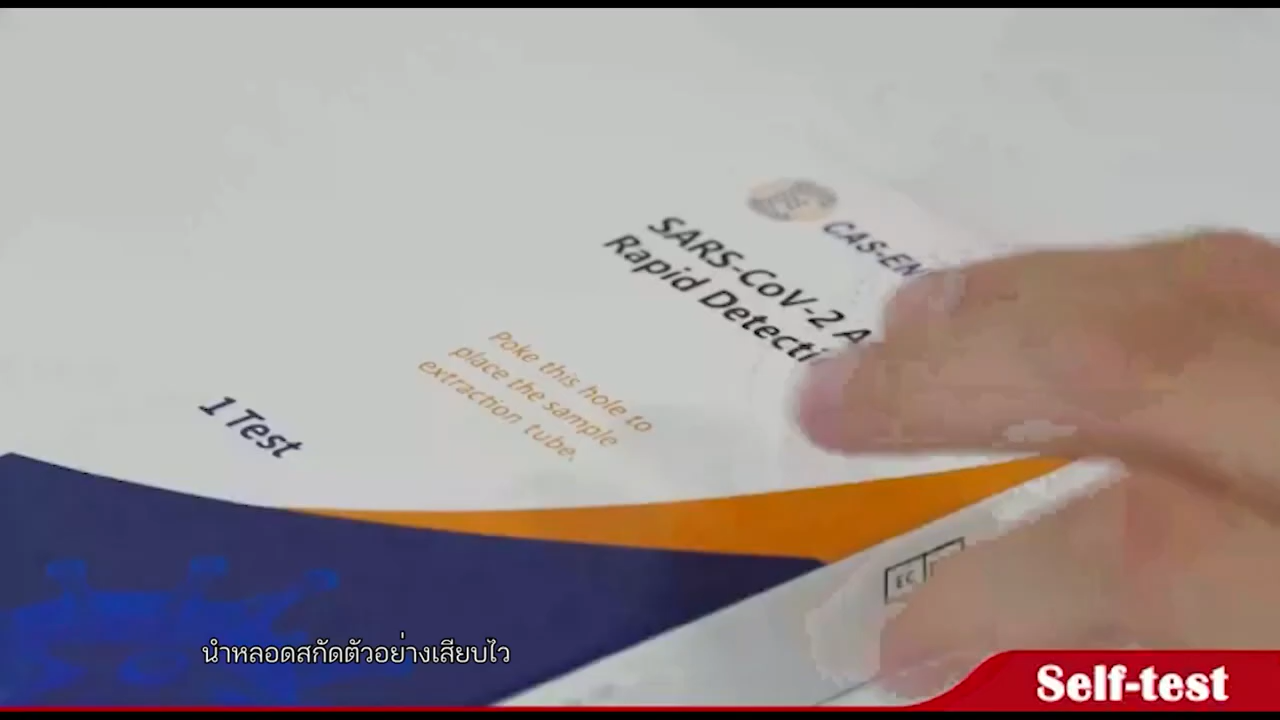 CAS-EN
SARS-CoV-2 A
Rapid Detecti
Poke this hole to
place the sample
extraction tube.
1 Test
EC
นำหลอดสกัดตัวอย่างเสียบไว
Self-test